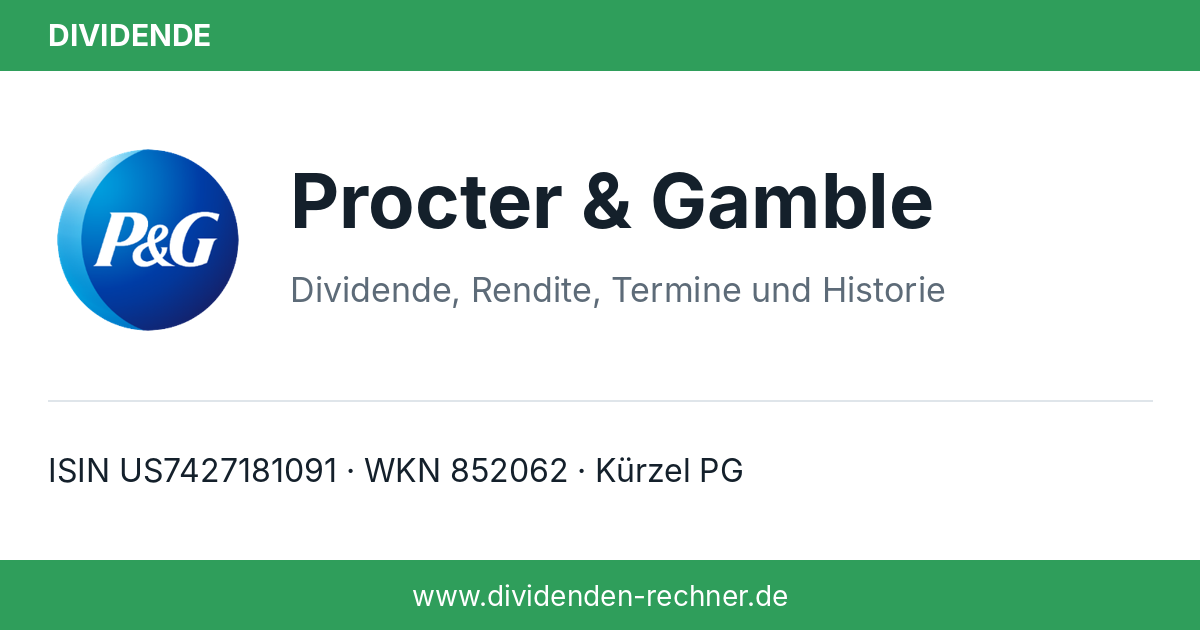 DIVIDENDE
P&G
Procter & Gamble
Dividende, Rendite, Termine und Historie
ISIN US7427181091 · WKN 852062 · Kürzel PG
www.dividenden-rechner.de